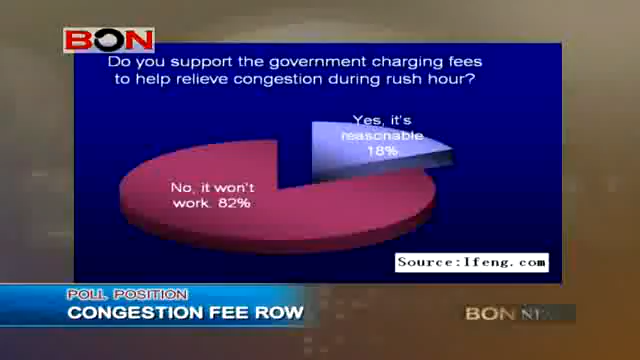 BON
Do you support the government charging fees
to help relieve congestion during rush hour?
Yes, it's
reasonable
18%
No, it won't
work. 82%
Source:Ifeng.com
POLL POSITION
CONGESTION FEE ROW
BON